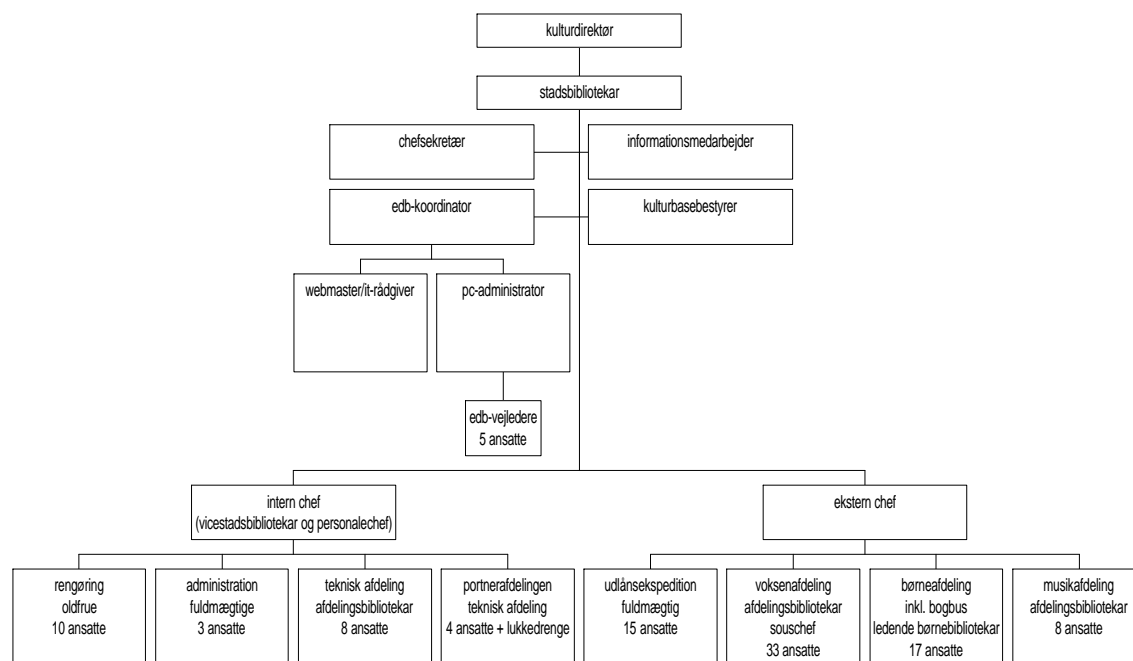 kulturdirektør
stadsbibliotekar
chefsekretær
informationsmedarbejder
edb-koordinator
kulturbasebestyrer
webmaster/it-rådgiver
pc-administrator
edb-vejledere
5 ansatte
intern chef
(vicestadsbibliotekar og personalechef)
ekstern chef
rengøring
oldfrue
10 ansatte
administration
fuldmægtige
3 ansatte
teknisk afdeling
afdelingsbibliotekar
8 ansatte
portnerafdelingen
teknisk afdeling
4 ansatte + lukkedrenge
udlånsekspedition
fuldmægtig
15 ansatte
voksenafdeling
afdelingsbibliotekar
souschef
33 ansatte
børneafdeling
inkl. bogbus
ledende børnebibliotekar
17 ansatte
musikafdeling
afdelingsbibliotekar
8 ansatte